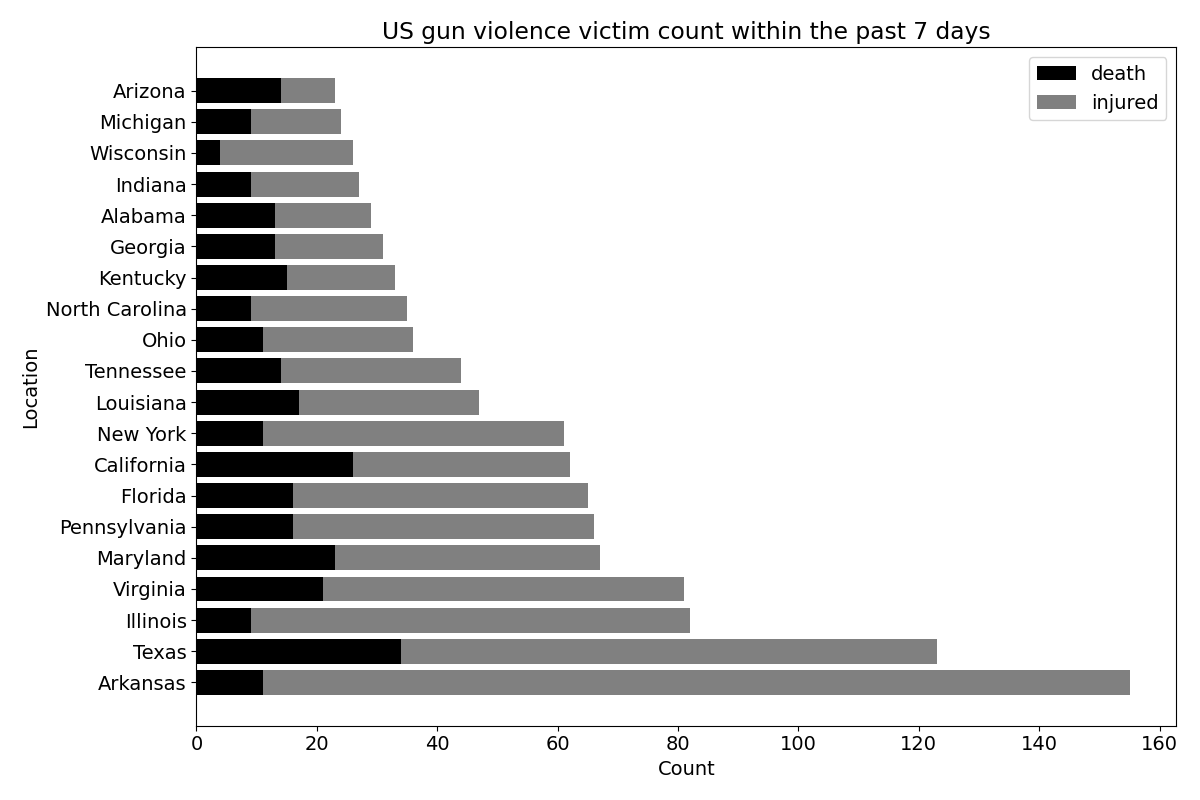 US gun violence victim count within the past 7 days
death
injured
Arizona
Michigan
Wisconsin
Indiana
Alabama
Georgia
Kentucky
North Carolina
Ohio
Tennessee
Louisiana
New York
California
Florida
Pennsylvania
Maryland
Virginia
Illinois
Texas
Arkansas
Location
0 20 40 60 80 100 120 140 160
Count